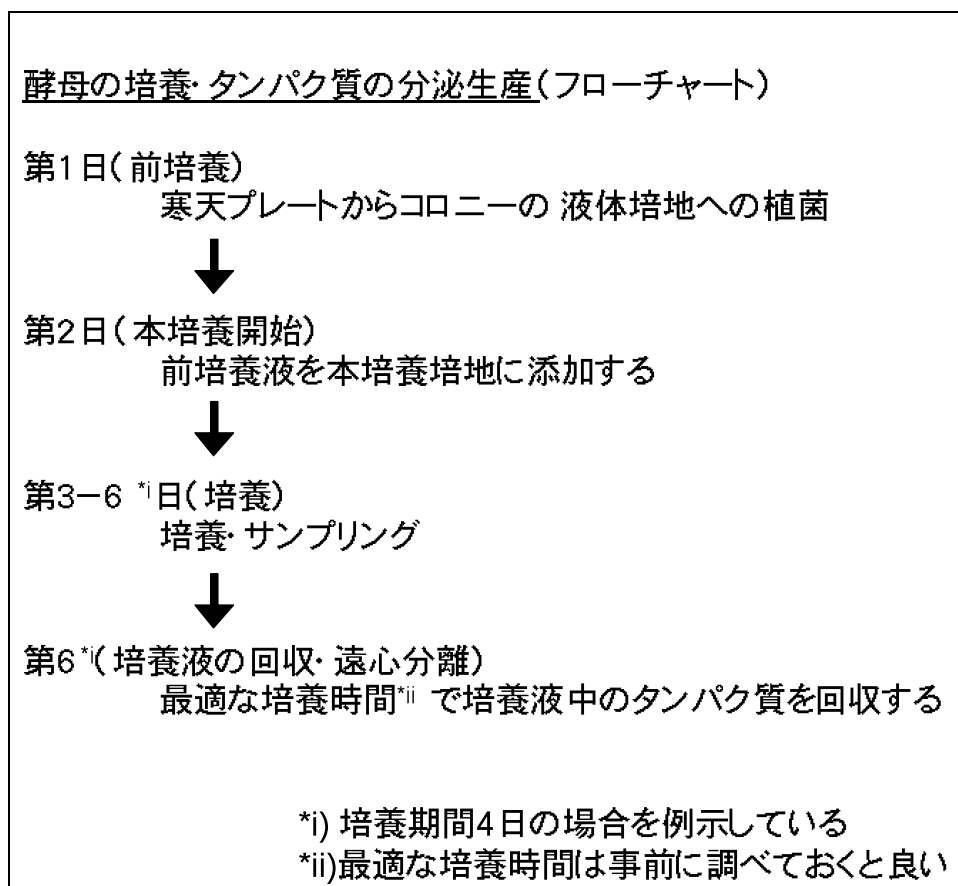 酵母の培養・タンパク質の分泌生産(フローチャート)
第1日(前培養)
寒天プレートからコロニーの 液体培地への植菌
第2日(本培養開始)
前培養液を本培養培地に添加する
第3−6 *i日(培養)
培養・サンプリング
第6*i(培養液の回収・遠心分離)
最適な培養時間*ii で培養液中のタンパク質を回収する
*i) 培養期間4日の場合を例示している
*ii)最適な培養時間は事前に調べておくと良い